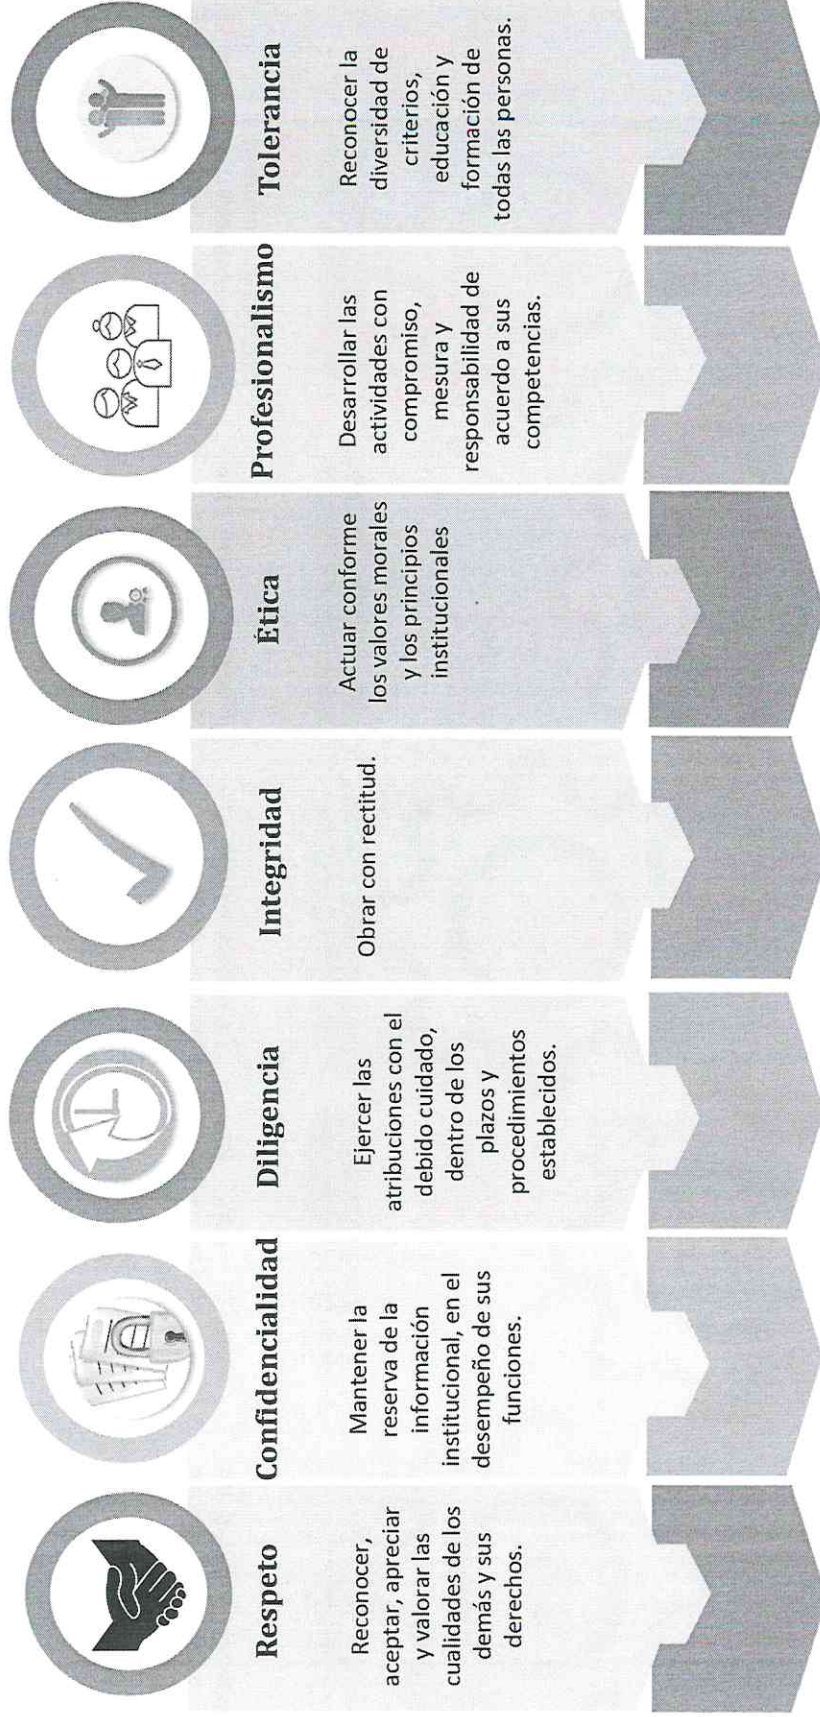 Respeto
Reconocer,
aceptar, apreciar
y valorar las
cualidades de los
demás y sus
derechos.
Confidencialidad
Mantener la
reserva de la
información
institucional, en el
desempeño de sus
funciones.
Diligencia
Ejercer las
atribuciones con el
debido cuidado,
dentro de los
plazos y
procedimientos
establecidos.
Integridad
Obrar con rectitud.
Ética
Actuar conforme
los valores morales
y los principios
institucionales
Profesionalismo
Desarrollar las
actividades con
compromiso,
mesura y
responsabilidad de
acuerdo a sus
competencias.
Tolerancia
Reconocer la
diversidad de
criterios,
educación y
formación de
todas las personas.